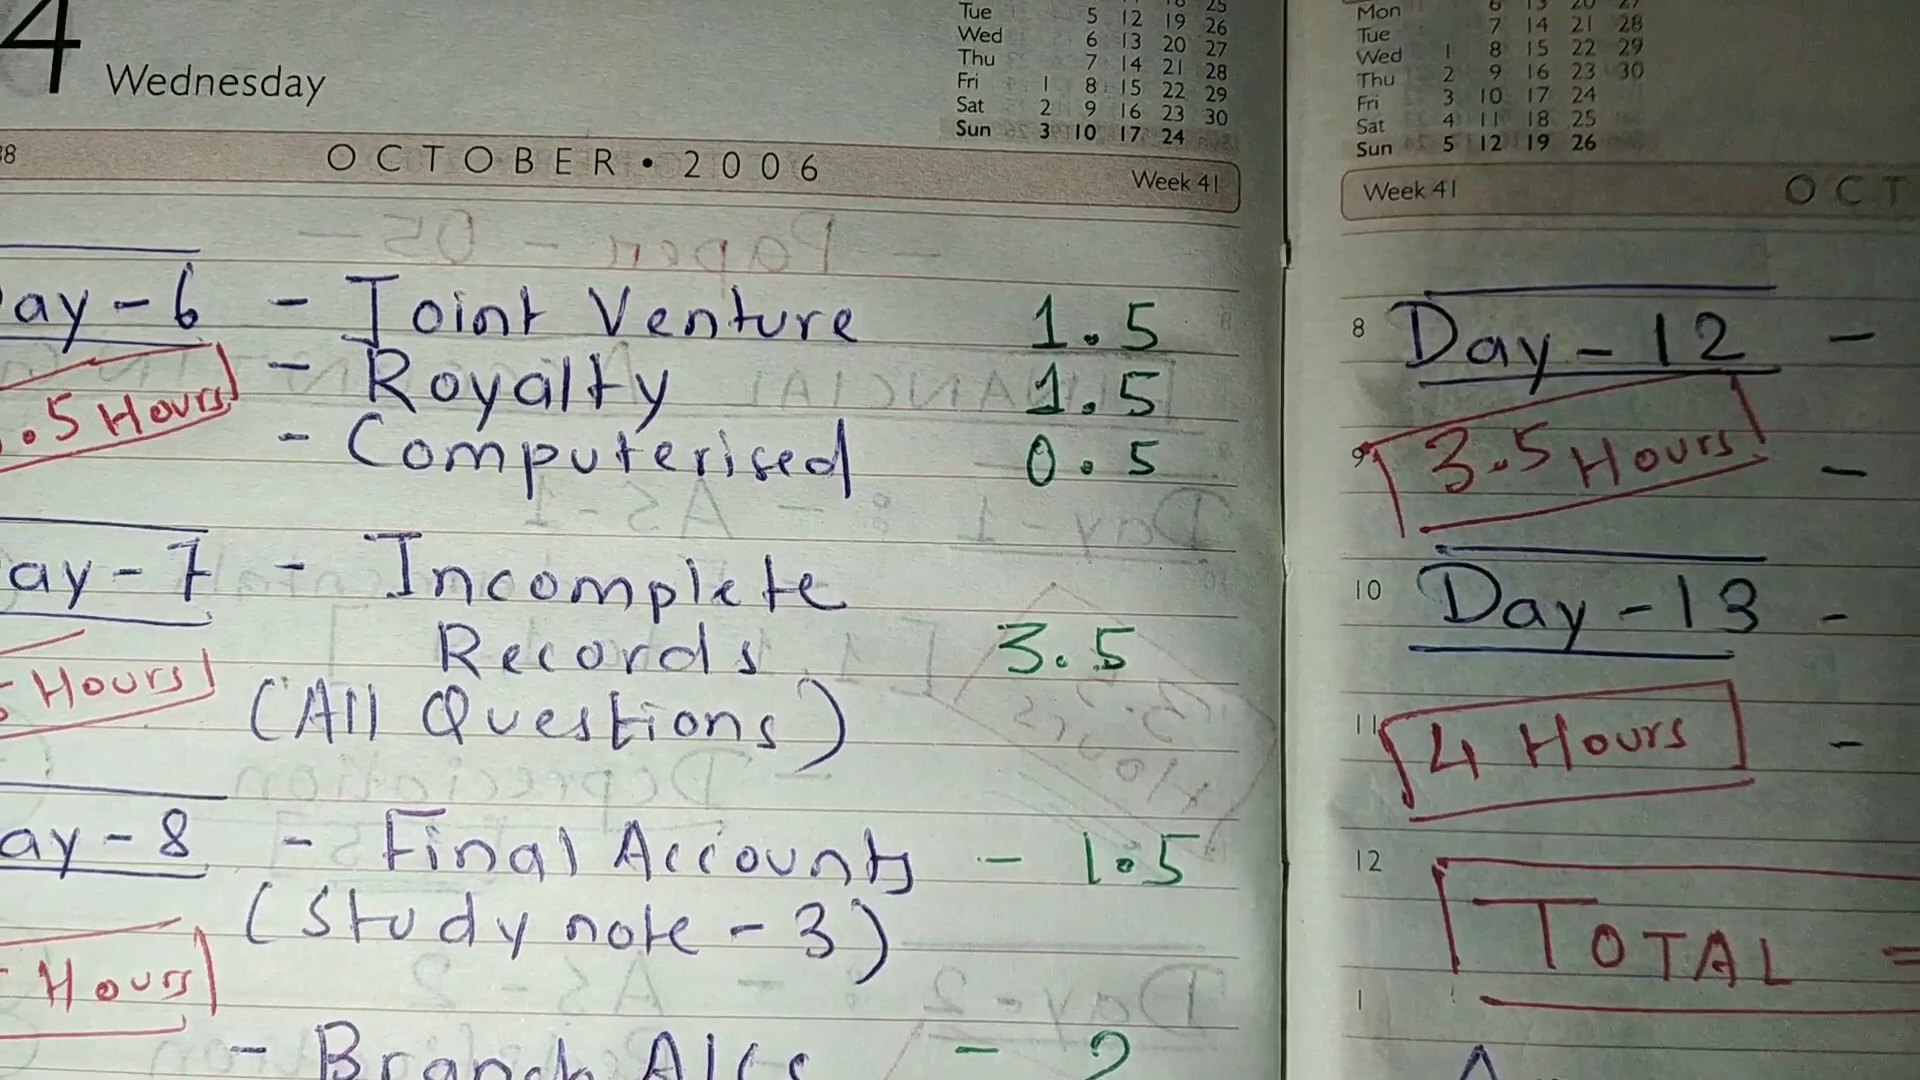 4 Wednesday
Tue 5 12 19 26
Wed 6 13 20 27
Thu 7 14 21 28
Fri 1 8 15 22 29
Sat 2 9 16 23 30
Sun 3 10 17 24
OCTOBER • 2006
Week 41
ay - 6 - Joint Venture 1.5
- Royalty 1.5
.5 Hours
- Computerised 0.5
ay - 7 - Incomplete
Records 3.5
Hours
(All Questions)
ay - 8 - Final Accounts - 1.5
(Study note - 3)
Hours
- Branch A/cs - 2
Mon 6 13 20 27
Tue 7 14 21 28
Wed 1 8 15 22 29
Thu 2 9 16 23 30
Fri 3 10 17 24
Sat 4 11 18 25
Sun 5 12 19 26
Week 41 OCT
8 Day - 12 -
9 3.5 Hours -
10 Day - 13 -
11 4 Hours -
12
TOTAL =
1